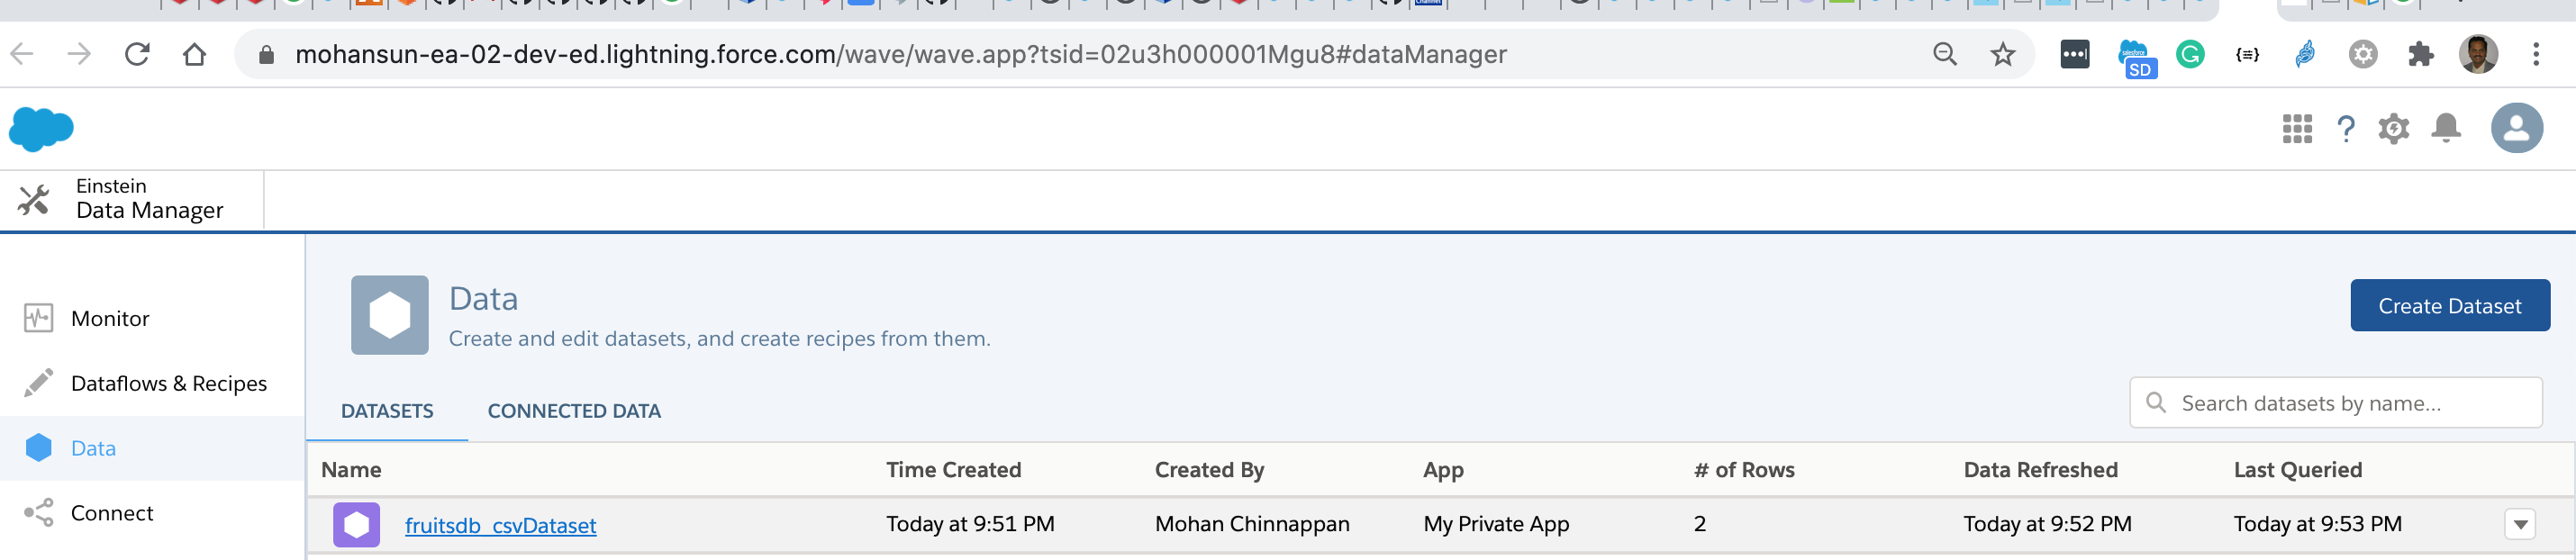 Channel
mohansun-ea-02-dev-ed.lightning.force.com/wave/wave.app?tsid=02u3h000001Mgu8#dataManager
salesforce
SD
G
{≡}
?
Einstein
Data Manager
Monitor
Dataflows & Recipes
Data
Connect
Data
Create and edit datasets, and create recipes from them.
Create Dataset
DATASETS CONNECTED DATA
Search datasets by name...
Name Time Created Created By App # of Rows Data Refreshed Last Queried
fruitsdb_csvDataset Today at 9:51 PM Mohan Chinnappan My Private App 2 Today at 9:52 PM Today at 9:53 PM